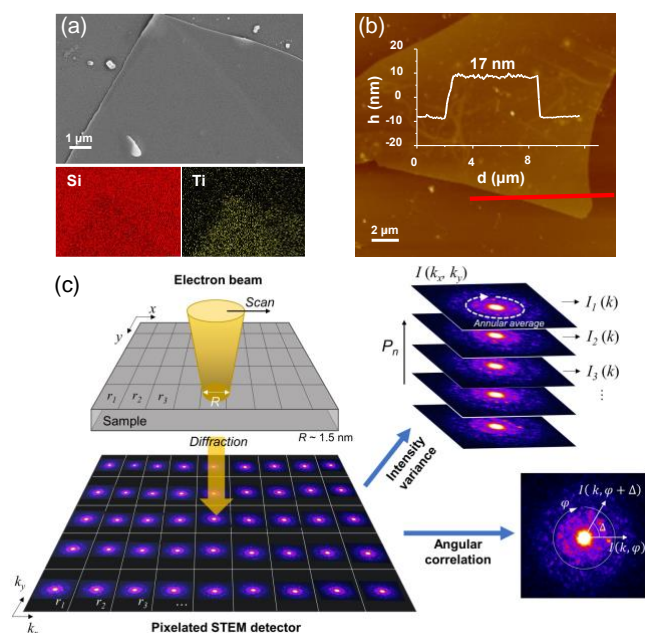 (a)
1 µm
Si
Ti
(b)
17 nm
20
10
0
-10
-20
h (nm)
0
4
8
12
d (µm)
2 µm
(c)
Electron beam
Scan
x
y
r1 r2 r3
R
Sample
R ~ 1.5 nm
Diffraction
ky
r1 r2 r3 ...
Pixelated STEM detector
Intensity
variance
Angular
correlation
I (kx, ky)
Annular average
Pn
I1 (k)
I2 (k)
I3 (k)
⋮
I(k, φ + Δ)
φ
Δ
I(k, φ)